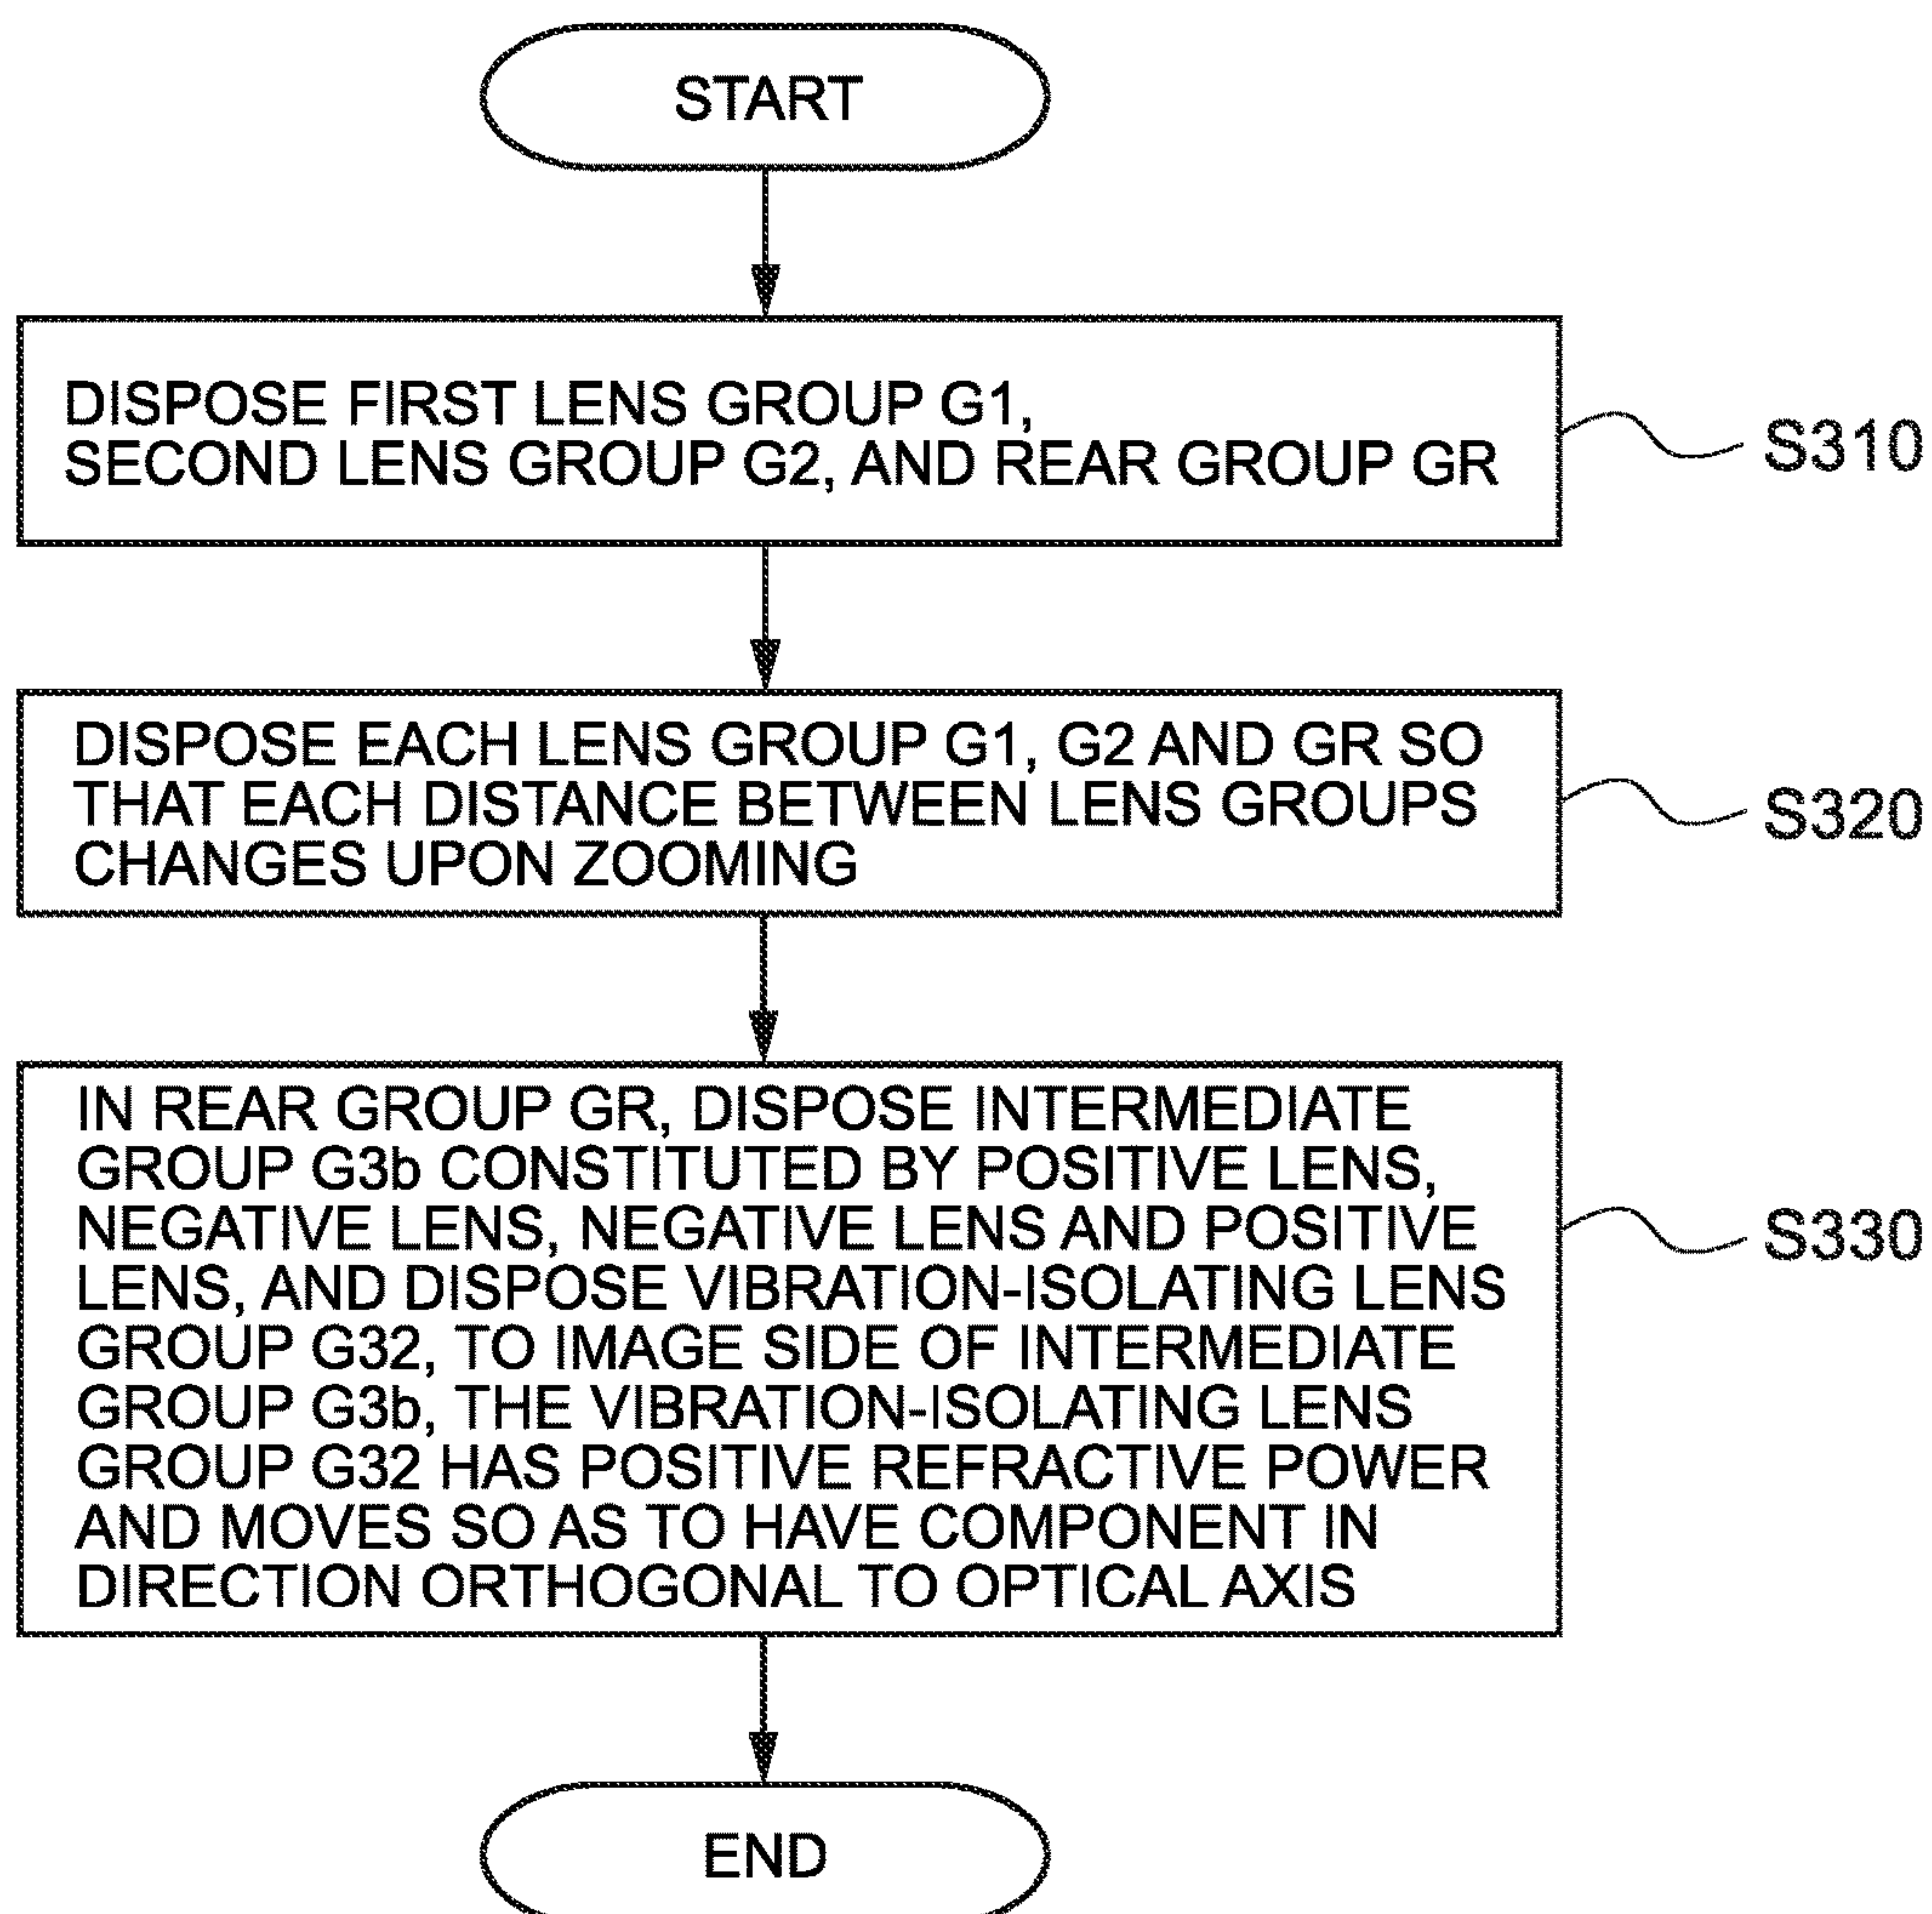 START
DISPOSE FIRST LENS GROUP G1,
SECOND LENS GROUP G2, AND REAR GROUP GR
S310
DISPOSE EACH LENS GROUP G1, G2 AND GR SO
THAT EACH DISTANCE BETWEEN LENS GROUPS
CHANGES UPON ZOOMING
S320
IN REAR GROUP GR, DISPOSE INTERMEDIATE
GROUP G3b CONSTITUTED BY POSITIVE LENS,
NEGATIVE LENS, NEGATIVE LENS AND POSITIVE
LENS, AND DISPOSE VIBRATION-ISOLATING LENS
GROUP G32, TO IMAGE SIDE OF INTERMEDIATE
GROUP G3b, THE VIBRATION-ISOLATING LENS
GROUP G32 HAS POSITIVE REFRACTIVE POWER
AND MOVES SO AS TO HAVE COMPONENT IN
DIRECTION ORTHOGONAL TO OPTICAL AXIS
S330
END